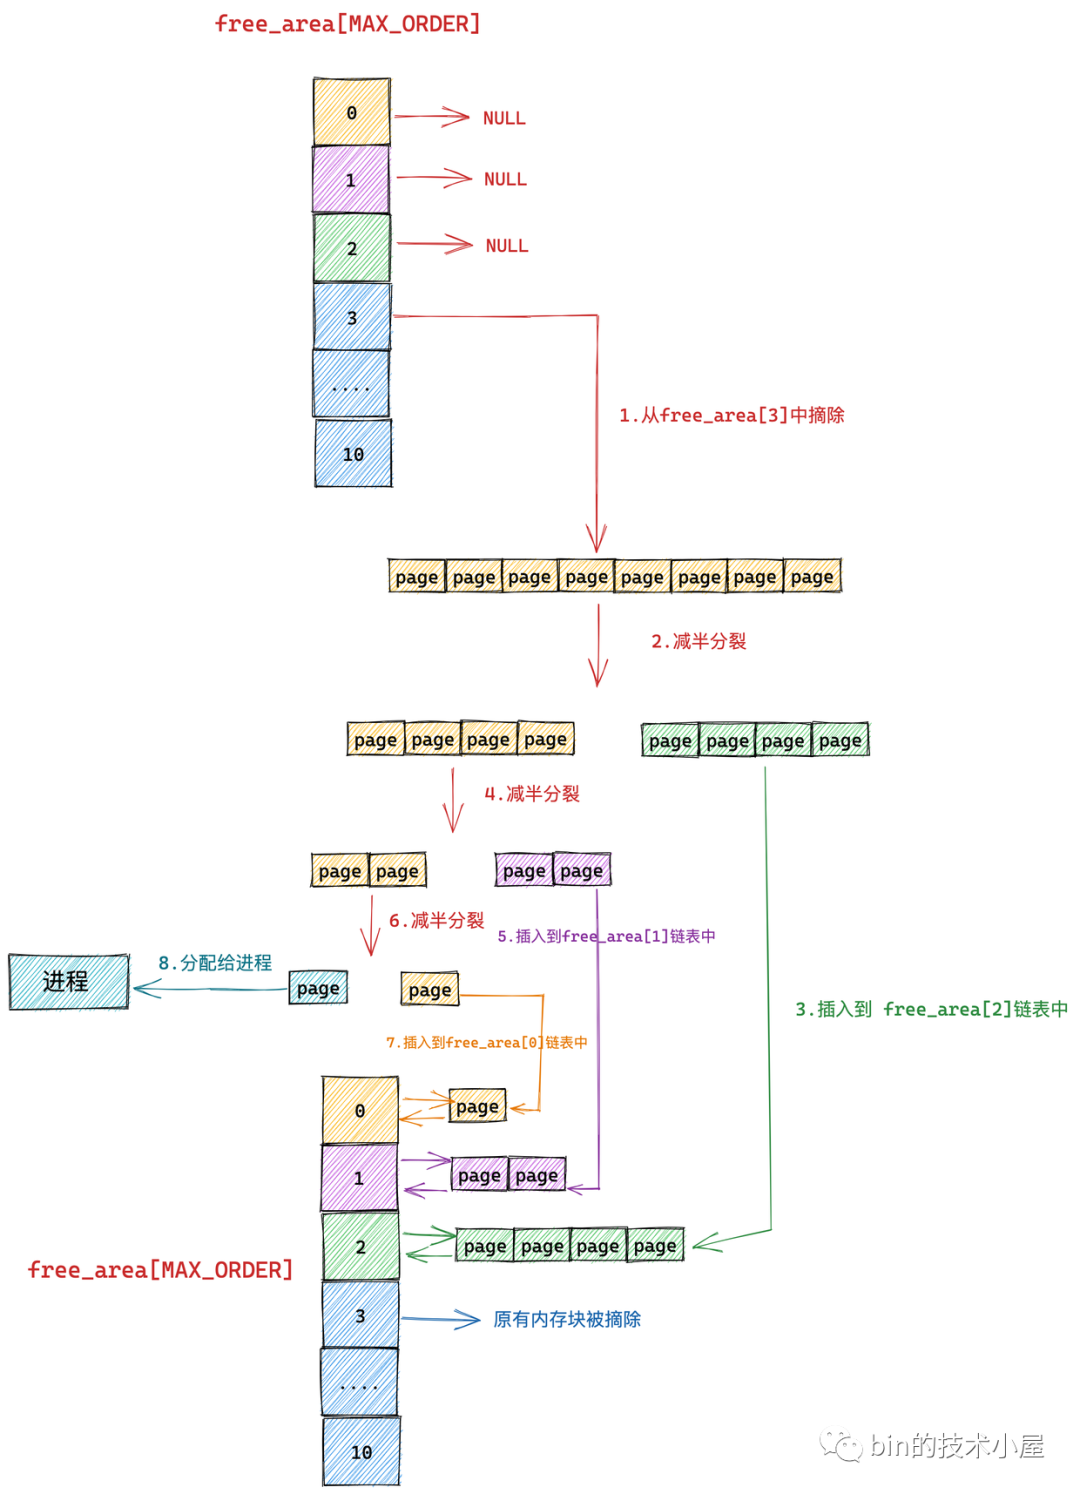 free_area[MAX_ORDER]
0
NULL
1
NULL
2
NULL
3
....
1.从free_area[3]中摘除
10
page page page page page page page page
2.减半分裂
page page page page
page page page page
4.减半分裂
page page
page page
6.减半分裂
5.插入到free_area[1]链表中
8.分配给进程
进程
page
page
3.插入到 free_area[2]链表中
7.插入到free_area[0]链表中
0
page
1
page page
2
page page page page
free_area[MAX_ORDER]
3
原有内存块被摘除
....
10
bin的技术小屋